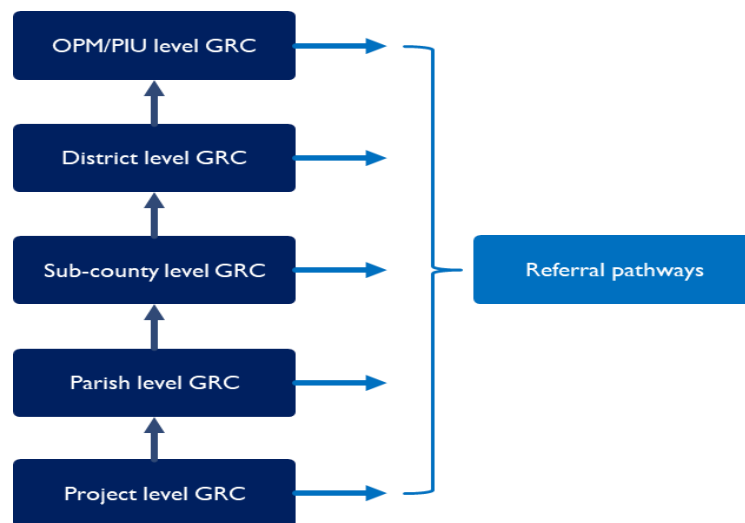 OPM/PIU level GRC
District level GRC
Sub-county level GRC
Referral pathways
Parish level GRC
Project level GRC